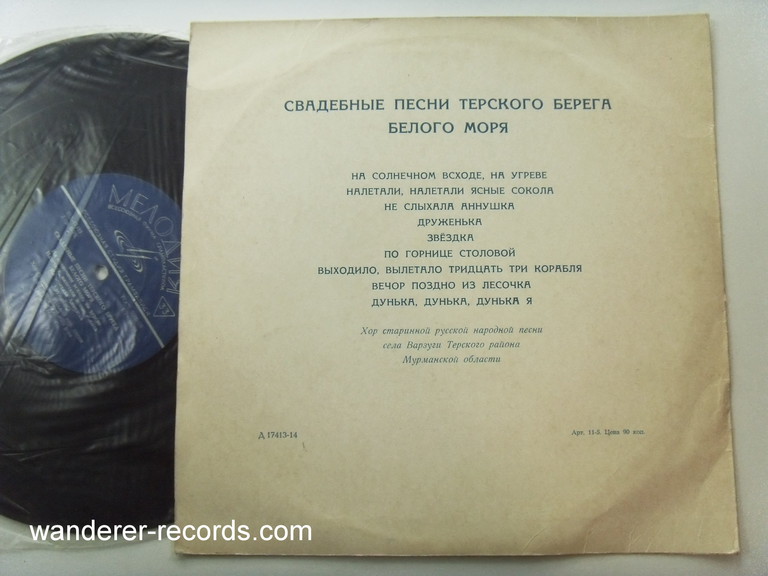 СВАДЕБНЫЕ ПЕСНИ ТЕРСКОГО БЕРЕГА
БЕЛОГО МОРЯ
НА СОЛНЕЧНОМ ВСХОДЕ, НА УГРЕВЕ
НАЛЕТАЛИ, НАЛЕТАЛИ ЯСНЫЕ СОКОЛА
НЕ СЛЫХАЛА АННУШКА
ДРУЖЕНЬКА
ЗВЁЗДКА
ПО ГОРНИЦЕ СТОЛОВОЙ
ВЫХОДИЛО, ВЫЛЕТАЛО ТРИДЦАТЬ ТРИ КОРАБЛЯ
ВЕЧОР ПОЗДНО ИЗ ЛЕСОЧКА
ДУНЬКА, ДУНЬКА, ДУНЬКА Я
Хор старинной русской народной песни
села Варзуги Терского района
Мурманской области
Д 17413-14
Арт. 11-5. Цена 90 коп.
МЕЛОДИЯ
33
wanderer-records.com